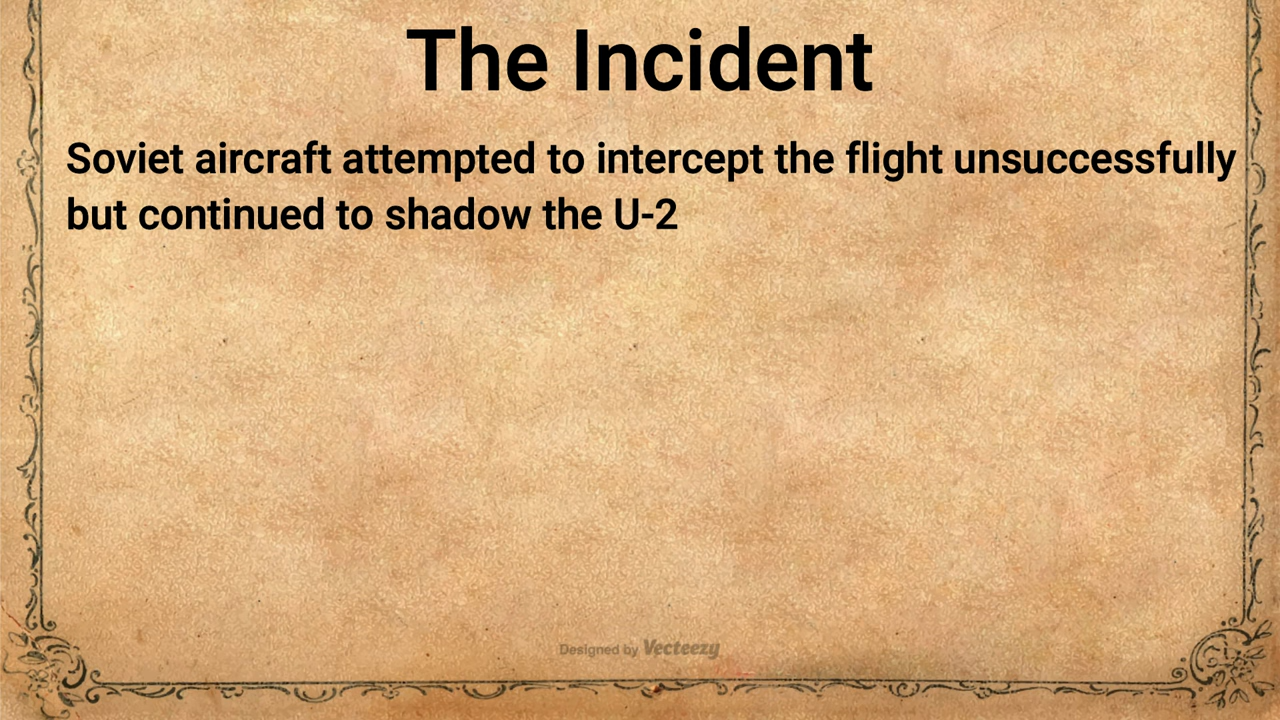 The Incident
Soviet aircraft attempted to intercept the flight unsuccessfully
but continued to shadow the U-2
Designed by Vecteezy